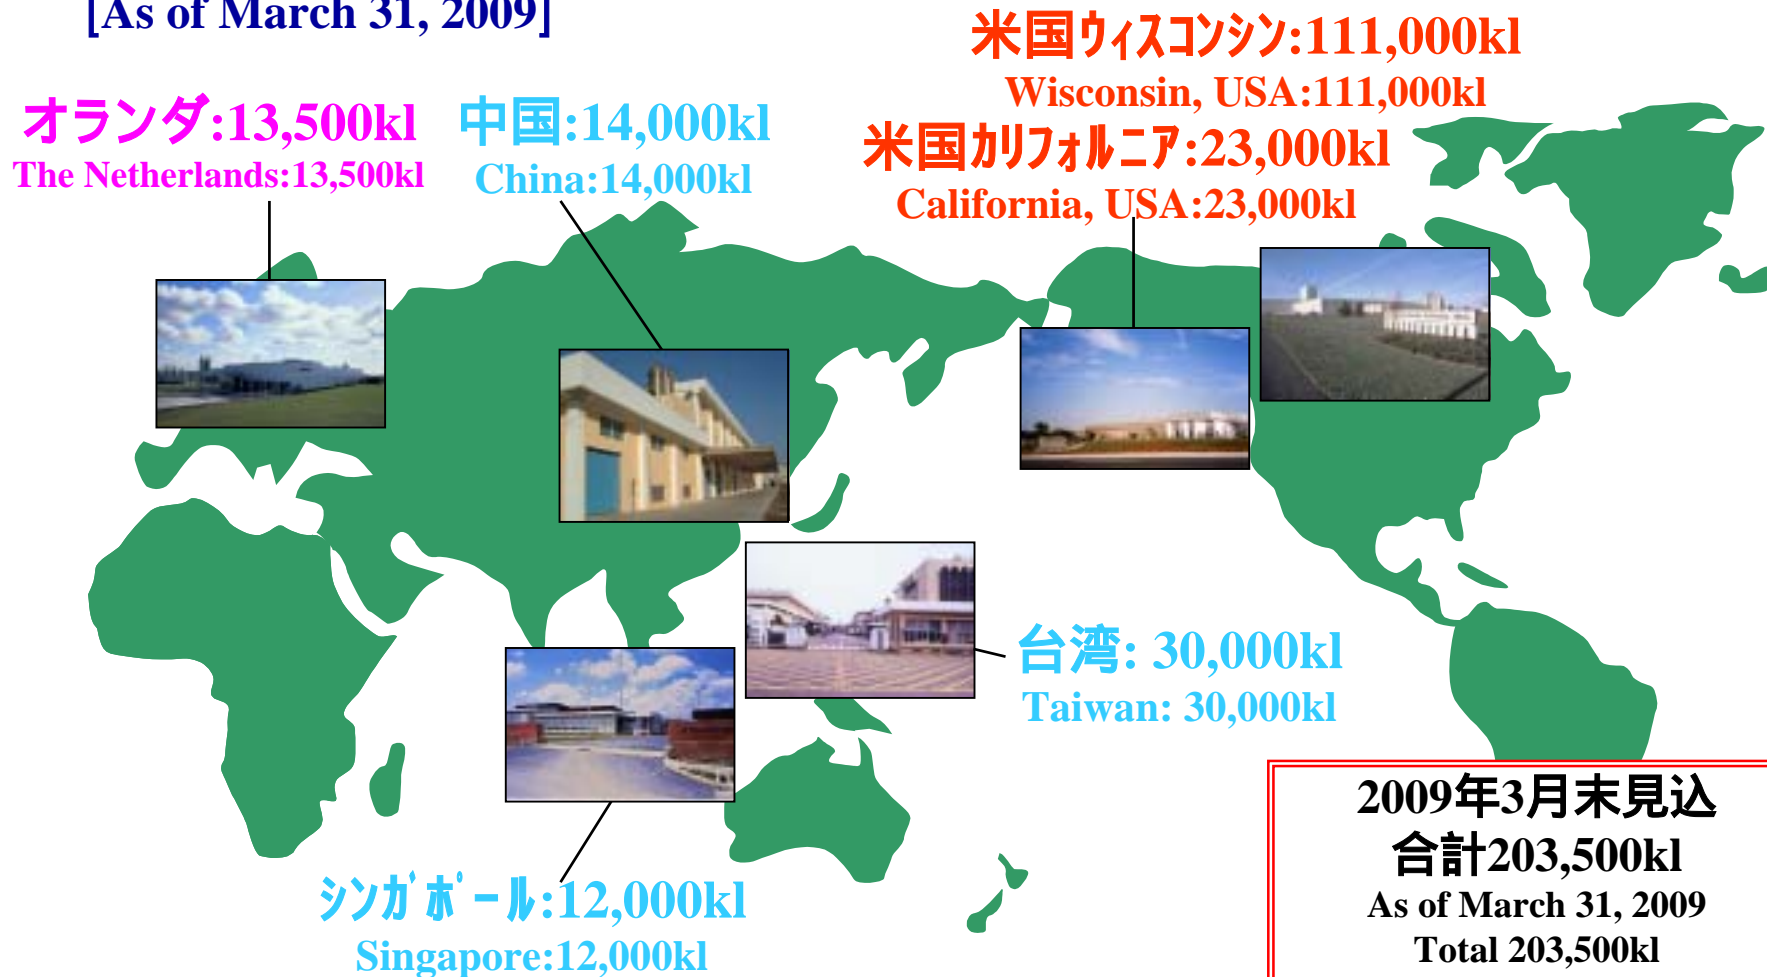 [As of March 31, 2009]
米国ウィスコンシン:111,000kl
Wisconsin, USA:111,000kl
オランダ:13,500kl
The Netherlands:13,500kl
中国:14,000kl
China:14,000kl
米国カリフォルニア:23,000kl
California, USA:23,000kl
台湾: 30,000kl
Taiwan: 30,000kl
シンガポール:12,000kl
Singapore:12,000kl
2009年3月末見込
合計203,500kl
As of March 31, 2009
Total 203,500kl